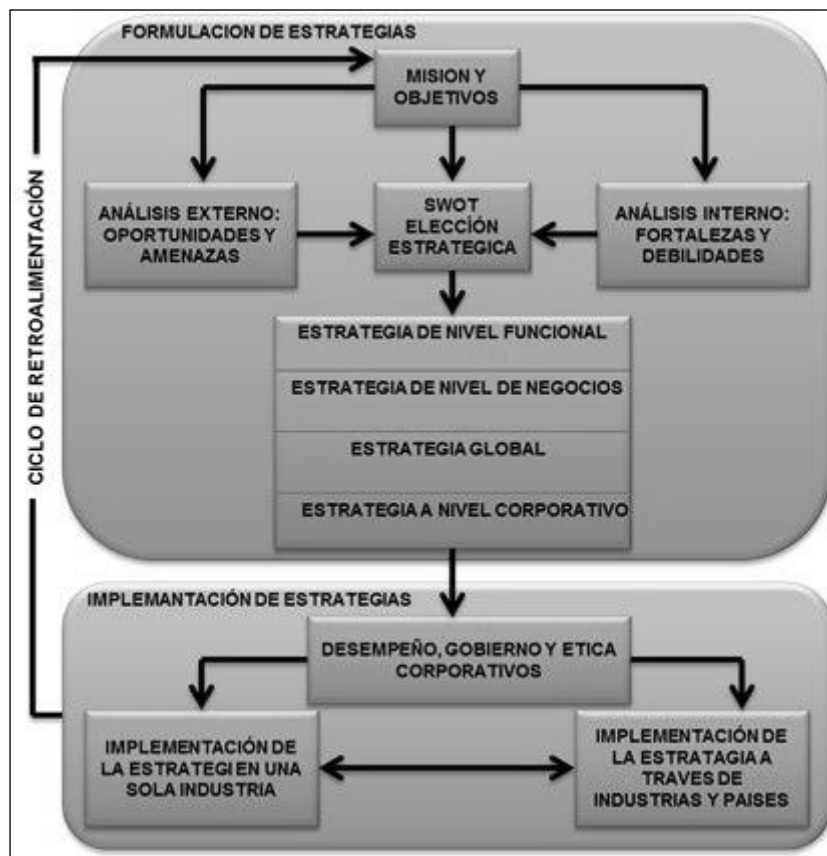 FORMULACION DE ESTRATEGIAS
MISION Y
OBJETIVOS
ANÁLISIS EXTERNO:
OPORTUNIDADES Y
AMENAZAS
SWOT
ELECCÍÓN
ESTRATEGICA
ANÁLISIS INTERNO:
FORTALEZAS Y
DEBILIDADES
CICLO DE RETROALIMENTACIÓN
ESTRATEGIA DE NIVEL FUNCIONAL
ESTRATEGIA DE NIVEL DE NEGOCIOS
ESTRATEGIA GLOBAL
ESTRATEGIA A NIVEL CORPORATIVO
IMPLEMANTACIÓN DE ESTRATEGIAS
DESEMPEÑO, GOBIERNO Y ETICA
CORPORATIVOS
IMPLEMENTACIÓN DE
LA ESTRATEGI EN UNA
SOLA INDUSTRIA
IMPLEMENTACIÓN DE
LA ESTRATAGIA A
TRAVES DE
INDUSTRIAS Y PAISES